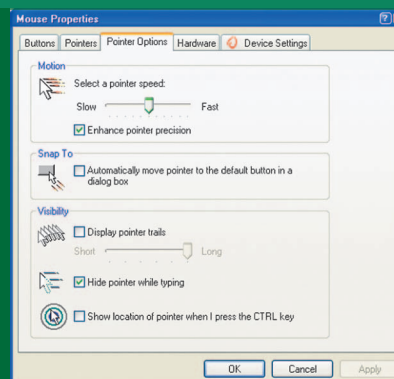 Mouse Properties
Buttons Pointers Pointer Options Hardware Device Settings
Motion
Select a pointer speed:
Slow Fast
Enhance pointer precision
Snap To
Automatically move pointer to the default button in a
dialog box
Visibility
Display pointer trails
Short Long
Hide pointer while typing
Show location of pointer when I press the CTRL key
OK Cancel Apply